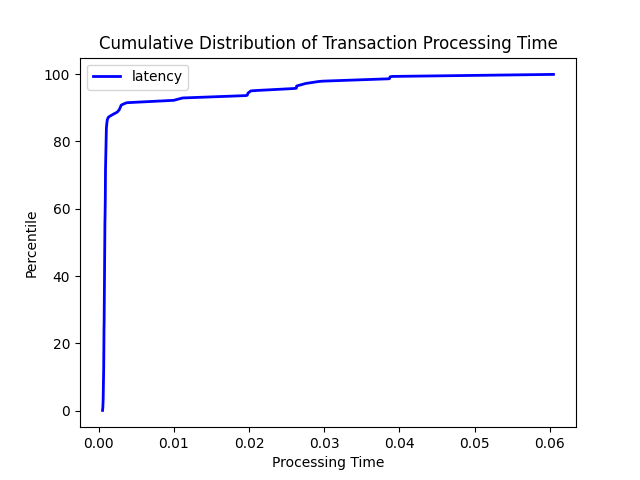 Cumulative Distribution of Transaction Processing Time
latency
100
80
60
40
20
0
Percentile
0.00 0.01 0.02 0.03 0.04 0.05 0.06
Processing Time